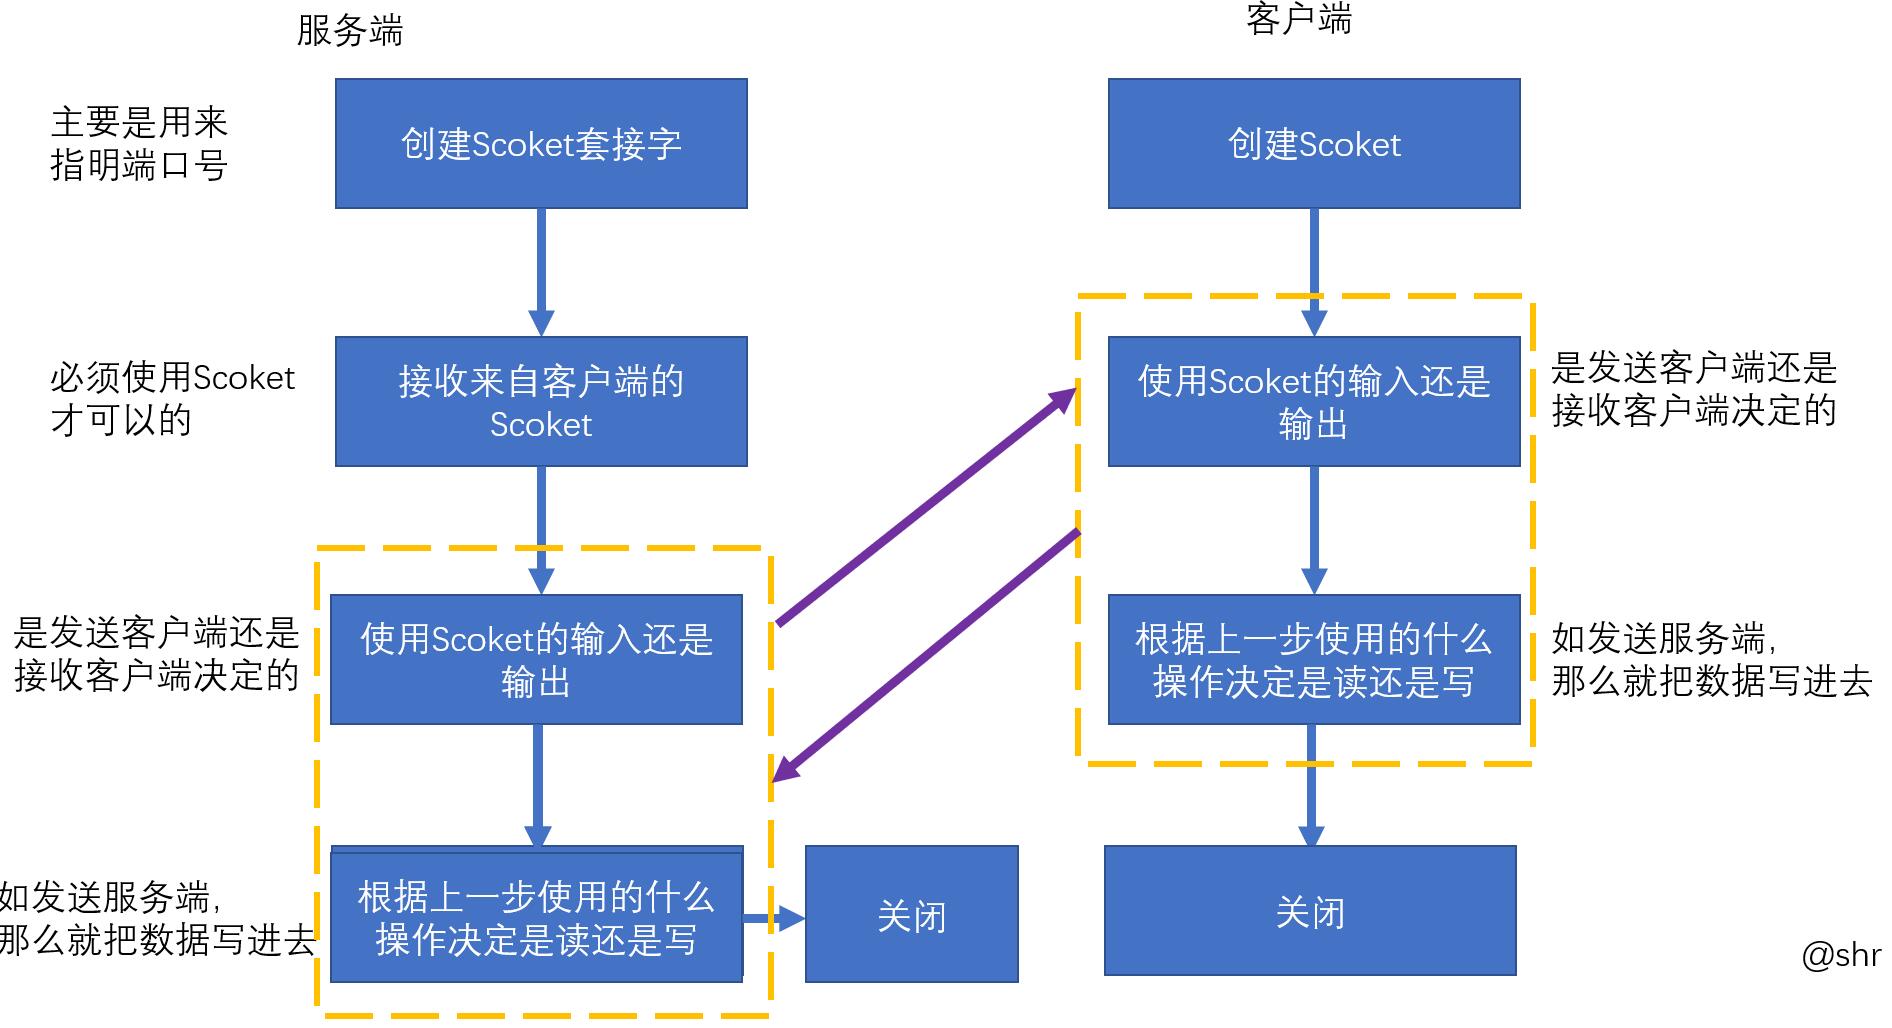 服务端
客户端
主要是用来
指明端口号
创建Scoket套接字
创建Scoket
必须使用Scoket
才可以的
接收来自客户端的
Scoket
使用Scoket的输入还是
输出
是发送客户端还是
接收客户端决定的
是发送客户端还是
接收客户端决定的
使用Scoket的输入还是
输出
根据上一步使用的什么
操作决定是读还是写
如发送服务端,
那么就把数据写进去
如发送服务端,
那么就把数据写进去
根据上一步使用的什么
操作决定是读还是写
关闭
关闭
@shr